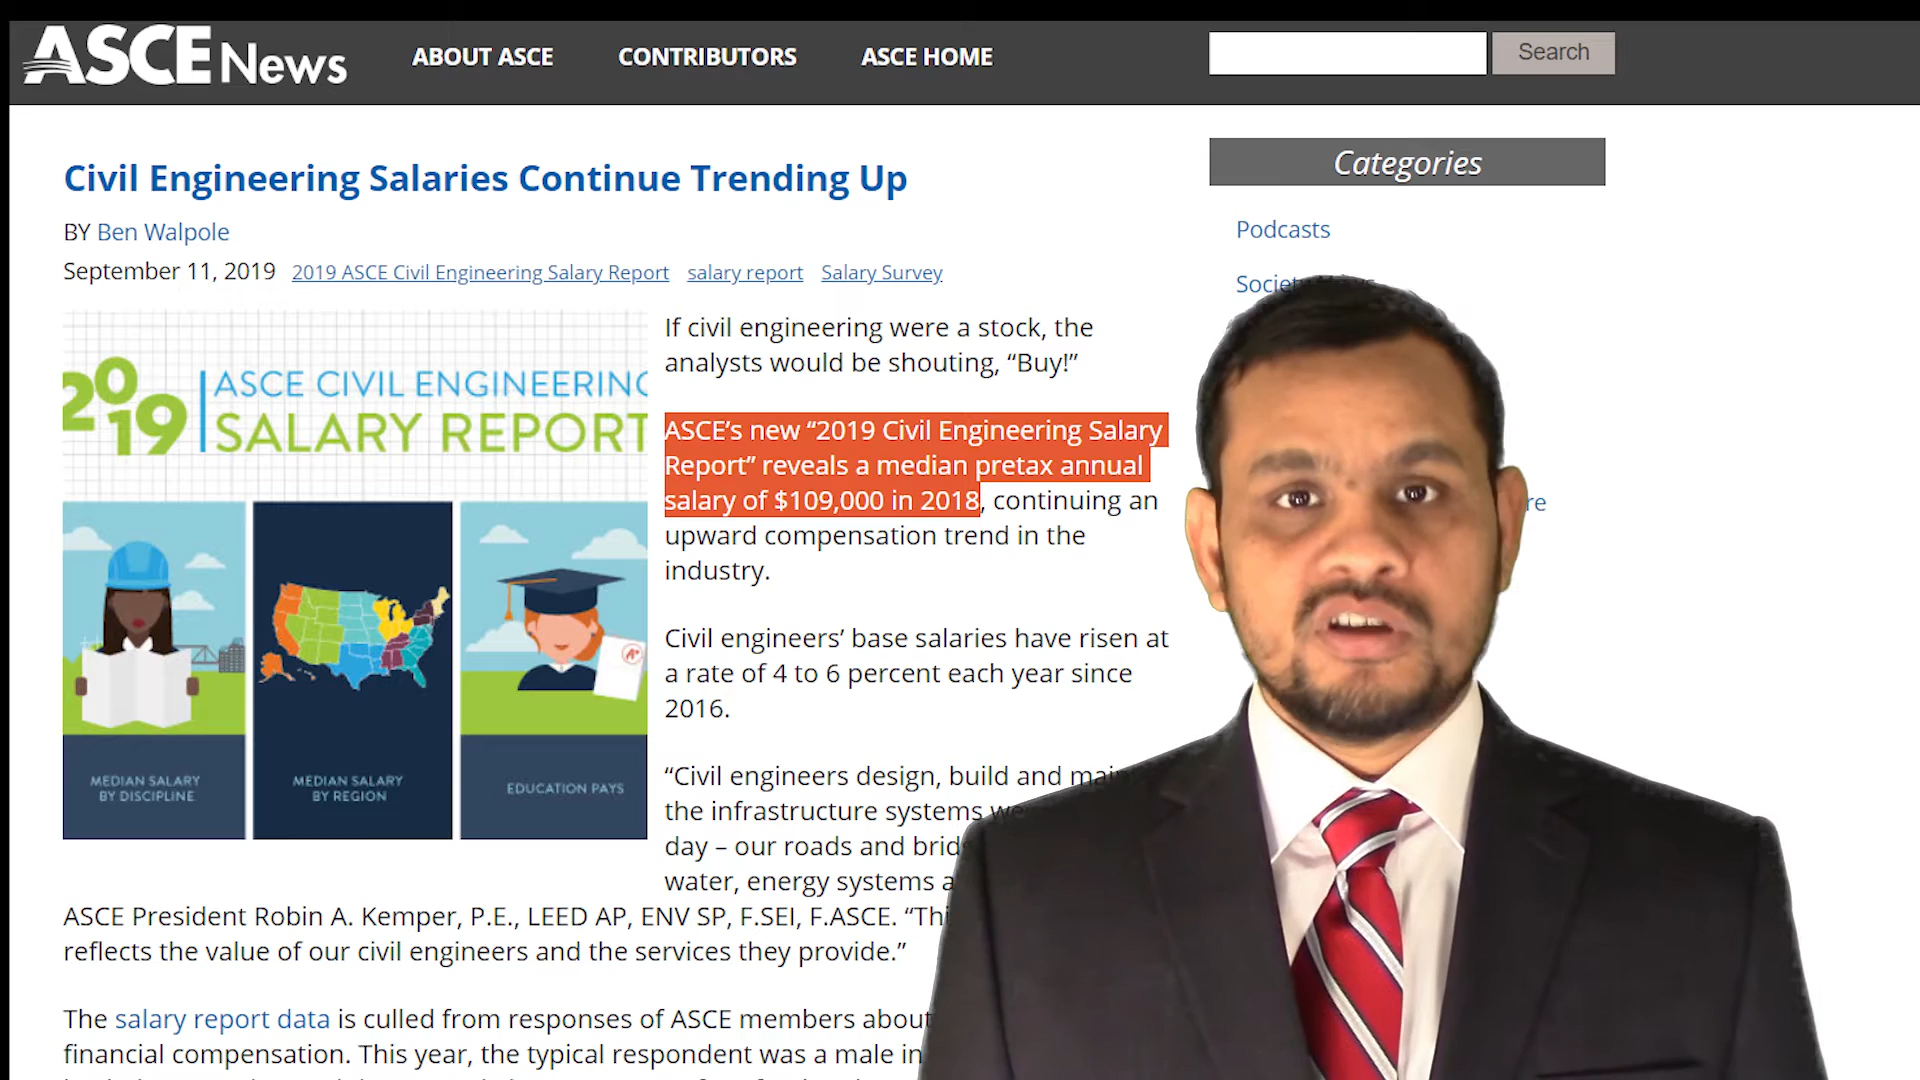 ASCE News
ABOUT ASCE
CONTRIBUTORS
ASCE HOME
Search
Civil Engineering Salaries Continue Trending Up
BY Ben Walpole
September 11, 2019 2019 ASCE Civil Engineering Salary Report salary report Salary Survey
2019 ASCE CIVIL ENGINEERING
SALARY REPORT
A+
MEDIAN SALARY
BY DISCIPLINE
MEDIAN SALARY
BY REGION
EDUCATION PAYS
If civil engineering were a stock, the
analysts would be shouting, “Buy!”
ASCE’s new “2019 Civil Engineering Salary
Report” reveals a median pretax annual
salary of $109,000 in 2018, continuing an
upward compensation trend in the
industry.
Civil engineers’ base salaries have risen at
a rate of 4 to 6 percent each year since
2016.
“Civil engineers design, build and
the infrastructure systems we
day – our roads and
water, energy systems
ASCE President Robin A. Kemper, P.E., LEED AP, ENV SP, F.SEI, F.ASCE.
reflects the value of our civil engineers and the services they provide.”
The salary report data is culled from responses of ASCE members about
financial compensation. This year, the typical respondent was a male in
Categories
Podcasts